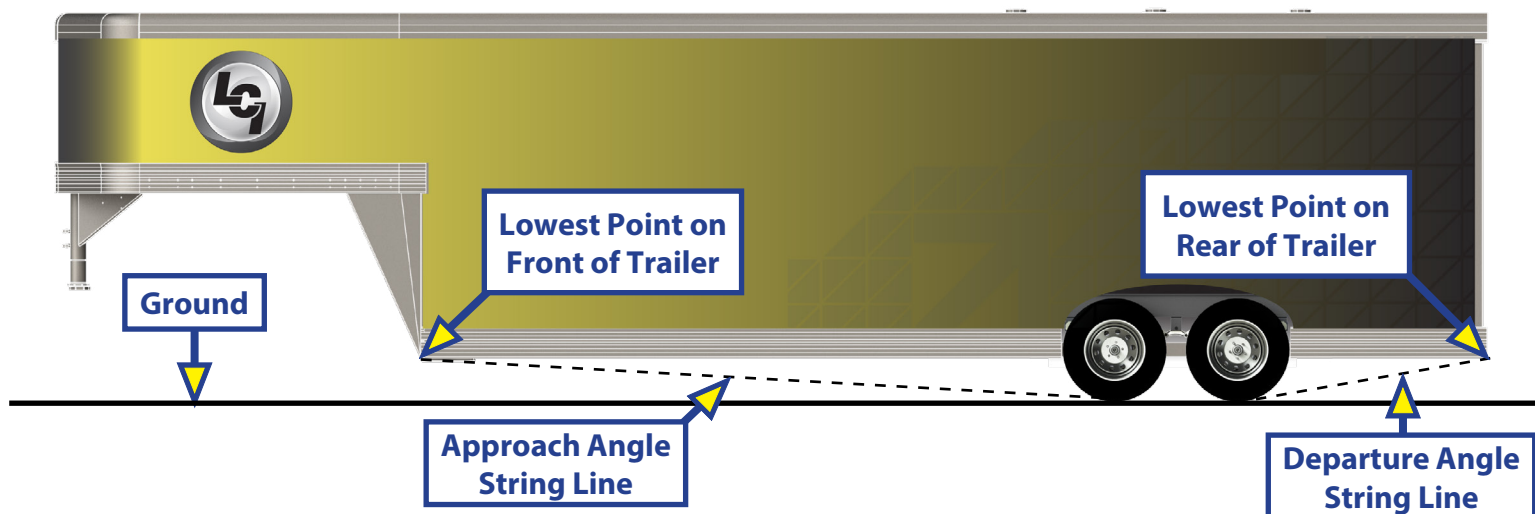 LCI
Lowest Point on
Front of Trailer
Lowest Point on
Rear of Trailer
Ground
Approach Angle
String Line
Departure Angle
String Line